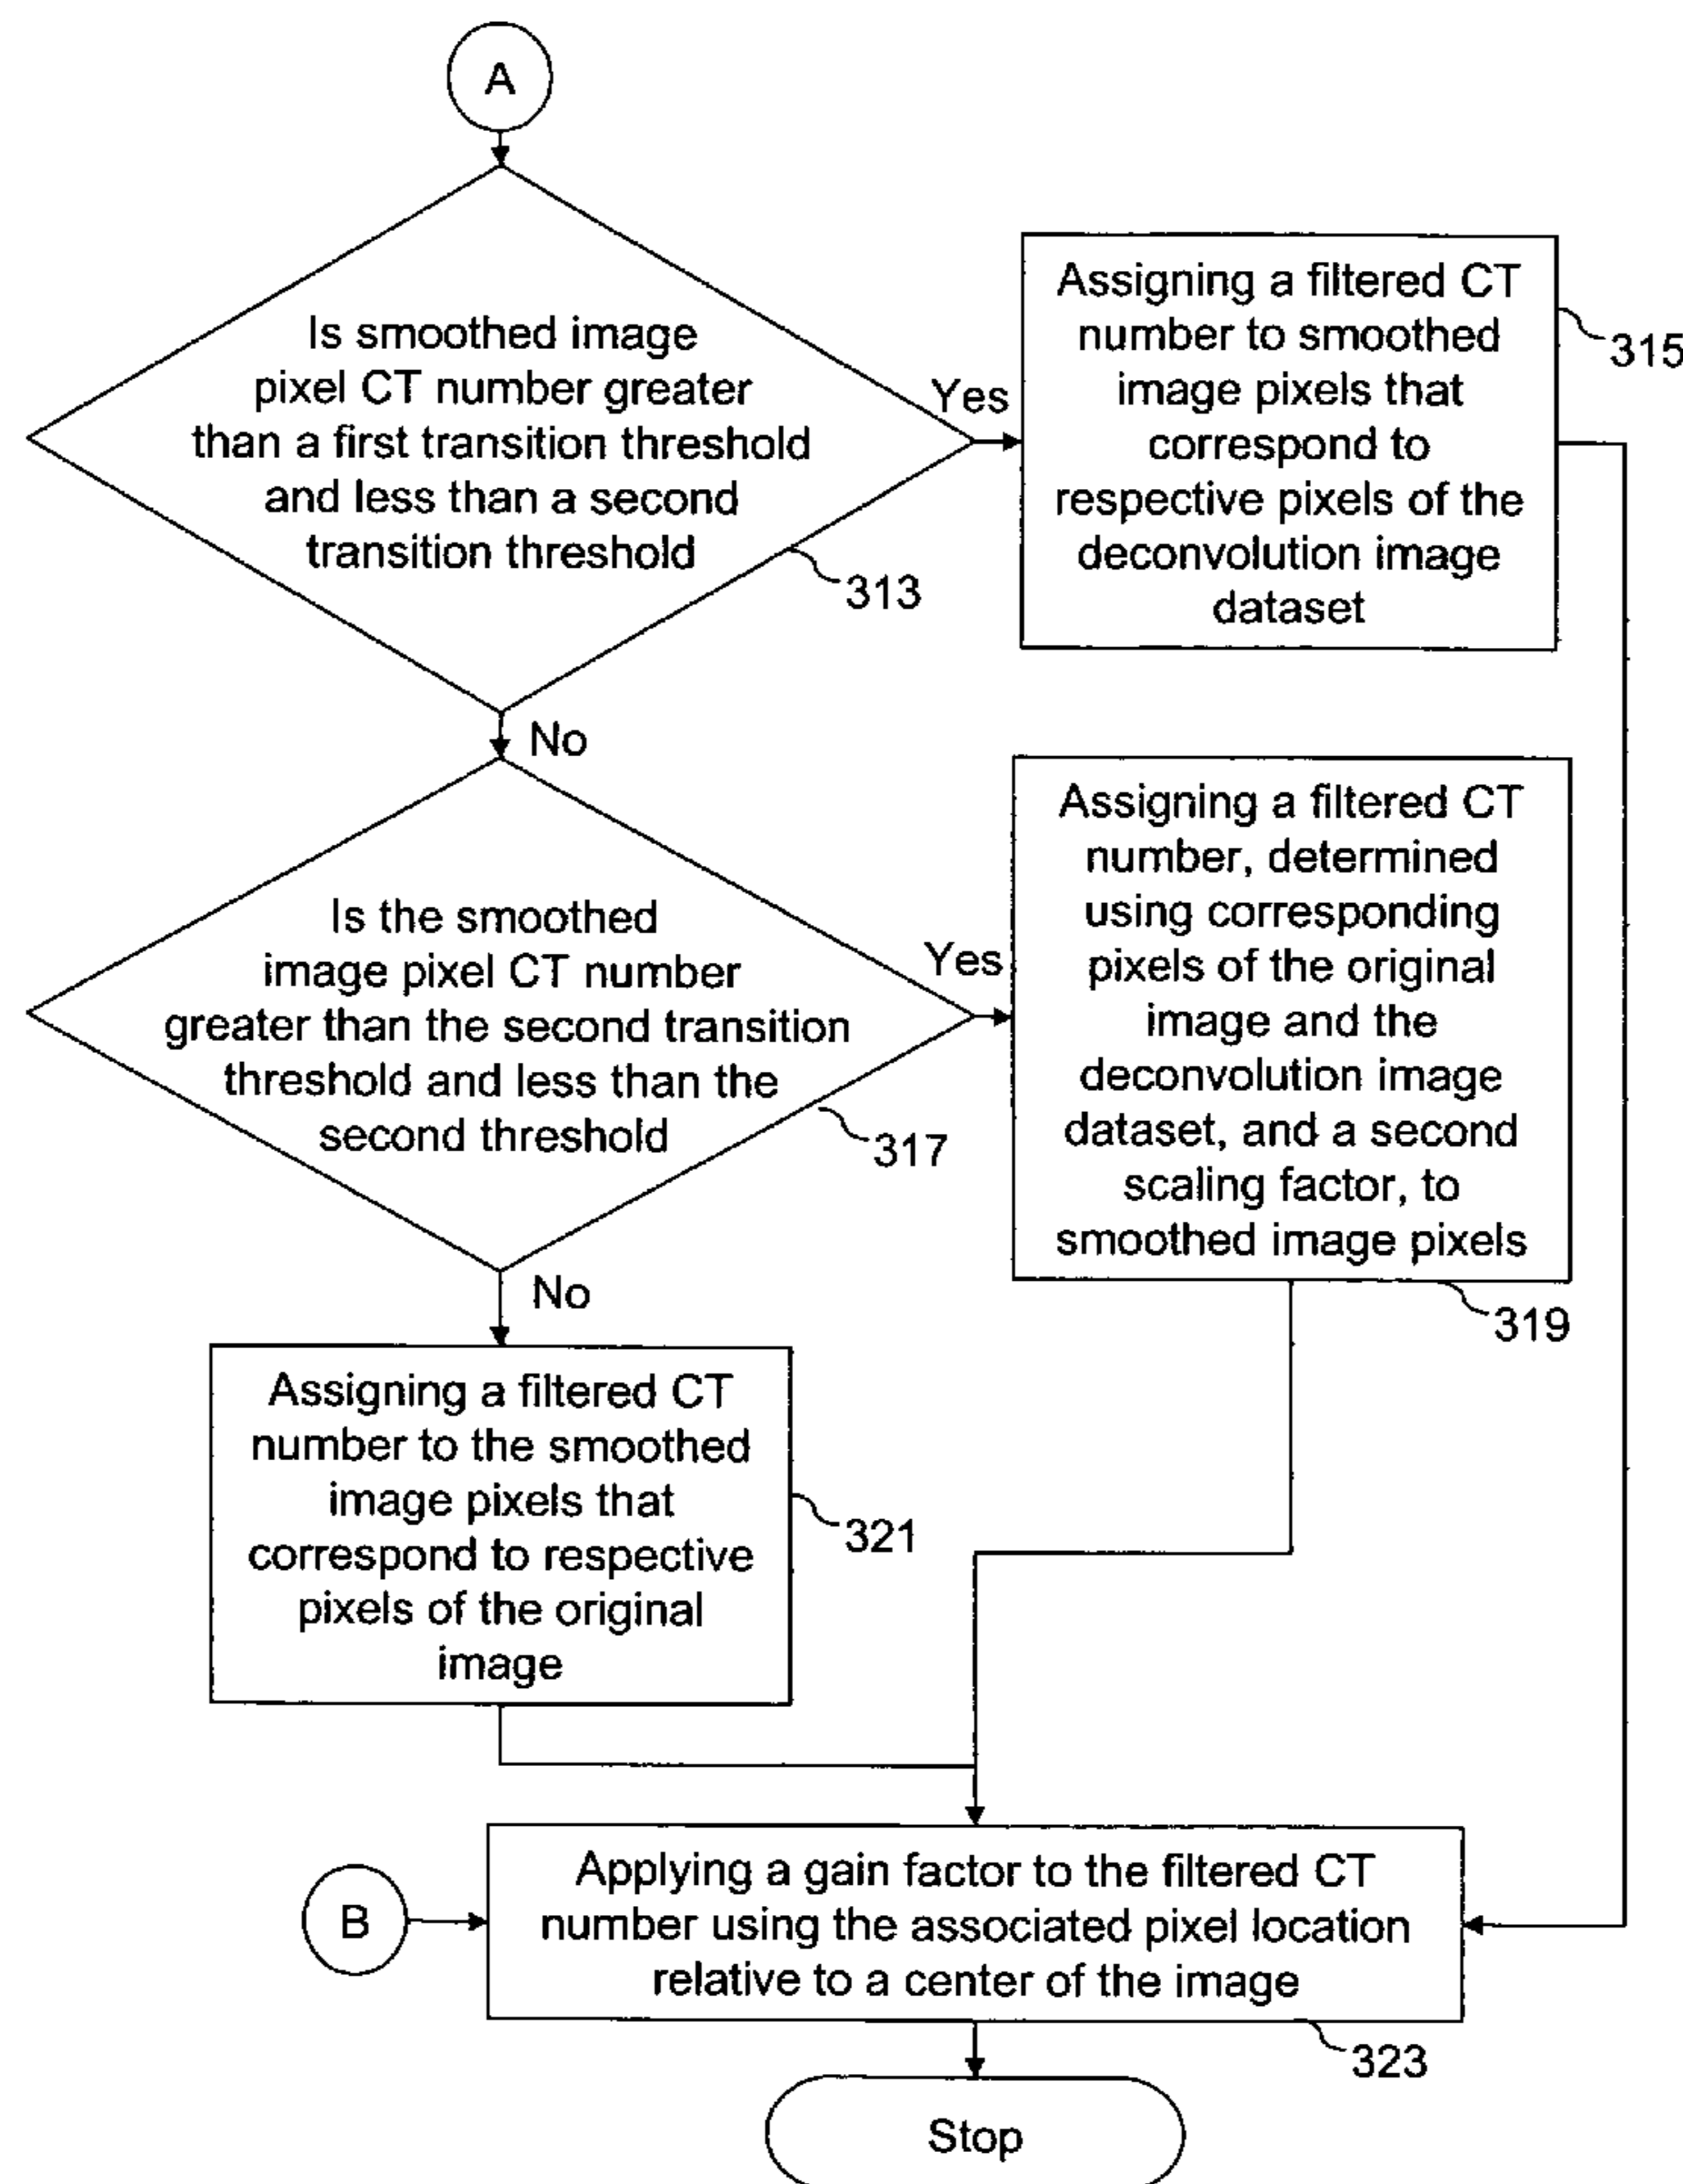 A
Is smoothed image
pixel CT number greater
than a first transition threshold
and less than a second
transition threshold
313
Yes
Assigning a filtered CT
number to smoothed
image pixels that
correspond to
respective pixels of the
deconvolution image
dataset
315
No
Is the smoothed
image pixel CT number
greater than the second transition
threshold and less than the
second threshold
317
Yes
Assigning a filtered CT
number, determined
using corresponding
pixels of the original
image and the
deconvolution image
dataset, and a second
scaling factor, to
smoothed image pixels
319
No
Assigning a filtered CT
number to the smoothed
image pixels that
correspond to respective
pixels of the original
image
321
B
Applying a gain factor to the filtered CT
number using the associated pixel location
relative to a center of the image
323
Stop